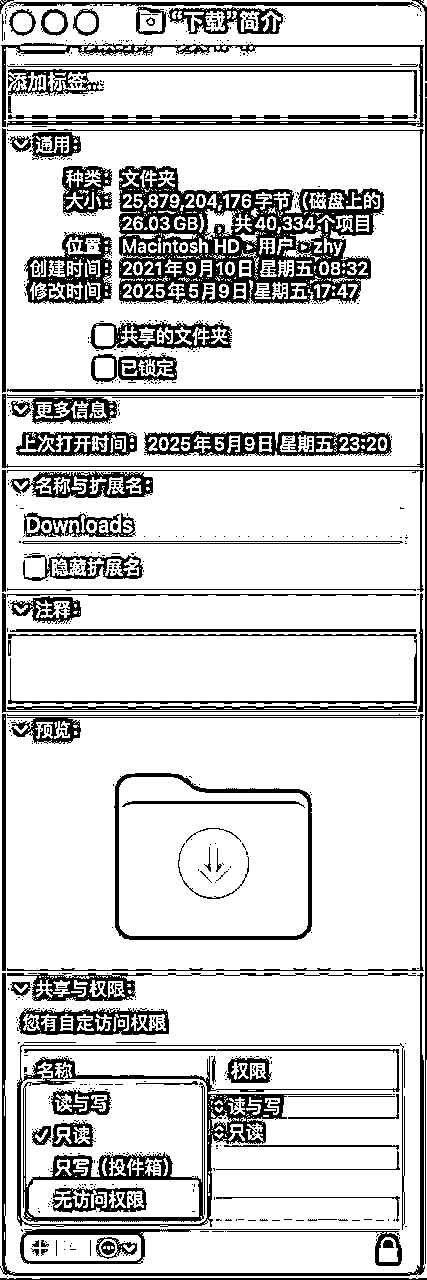 “下载”简介
添加标签…
通用：
种类：文件夹
大小：25,879,204,176字节（磁盘上的
26.03 GB），共40,334个项目
位置：Macintosh HD ▸ 用户 ▸ zhy
创建时间：2021年9月10日 星期五 08:32
修改时间：2025年5月9日 星期五 17:47
共享的文件夹
已锁定
更多信息：
上次打开时间：2025年5月9日 星期五 23:20
名称与扩展名：
Downloads
隐藏扩展名
注释：
预览：
共享与权限：
您有自定访问权限
名称 权限
读与写 读与写
只读 只读
只写（投件箱）
无访问权限